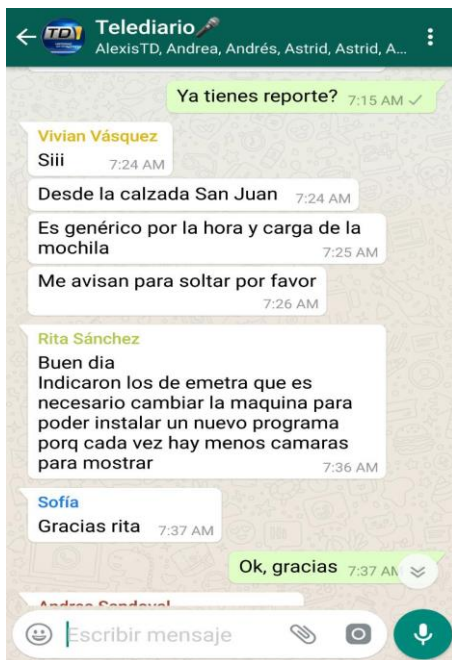 Telediario🎤
AlexisTD, Andrea, Andrés, Astrid, Astrid, A...
Ya tienes reporte? 7:15 AM
Vivian Vásquez
Siii 7:24 AM
Desde la calzada San Juan 7:24 AM
Es genérico por la hora y carga de la
mochila 7:25 AM
Me avisan para soltar por favor
7:26 AM
Rita Sánchez
Buen dia
Indicaron los de emetra que es
necesario cambiar la maquina para
poder instalar un nuevo programa
porq cada vez hay menos camaras
para mostrar 7:36 AM
Sofía
Gracias rita 7:37 AM
Ok, gracias 7:37 AM
Andrea Sandoval
Escribir mensaje